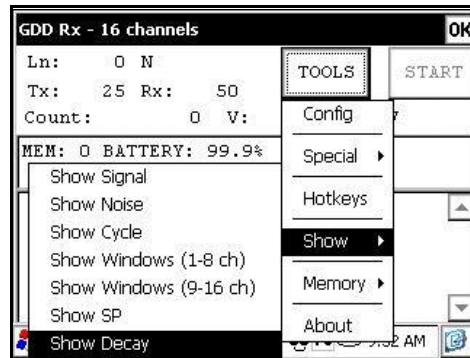 GDD Rx - 16 channels OK
Ln: 0 N
TOOLS START
Tx: 25 Rx: 50
Count: 0 V:
MEM: 0 BATTERY: 99.9%
Config
Special
Hotkeys
Show
Memory
About
Show Signal
Show Noise
Show Cycle
Show Windows (1-8 ch)
Show Windows (9-16 ch)
Show SP
Show Decay
AM